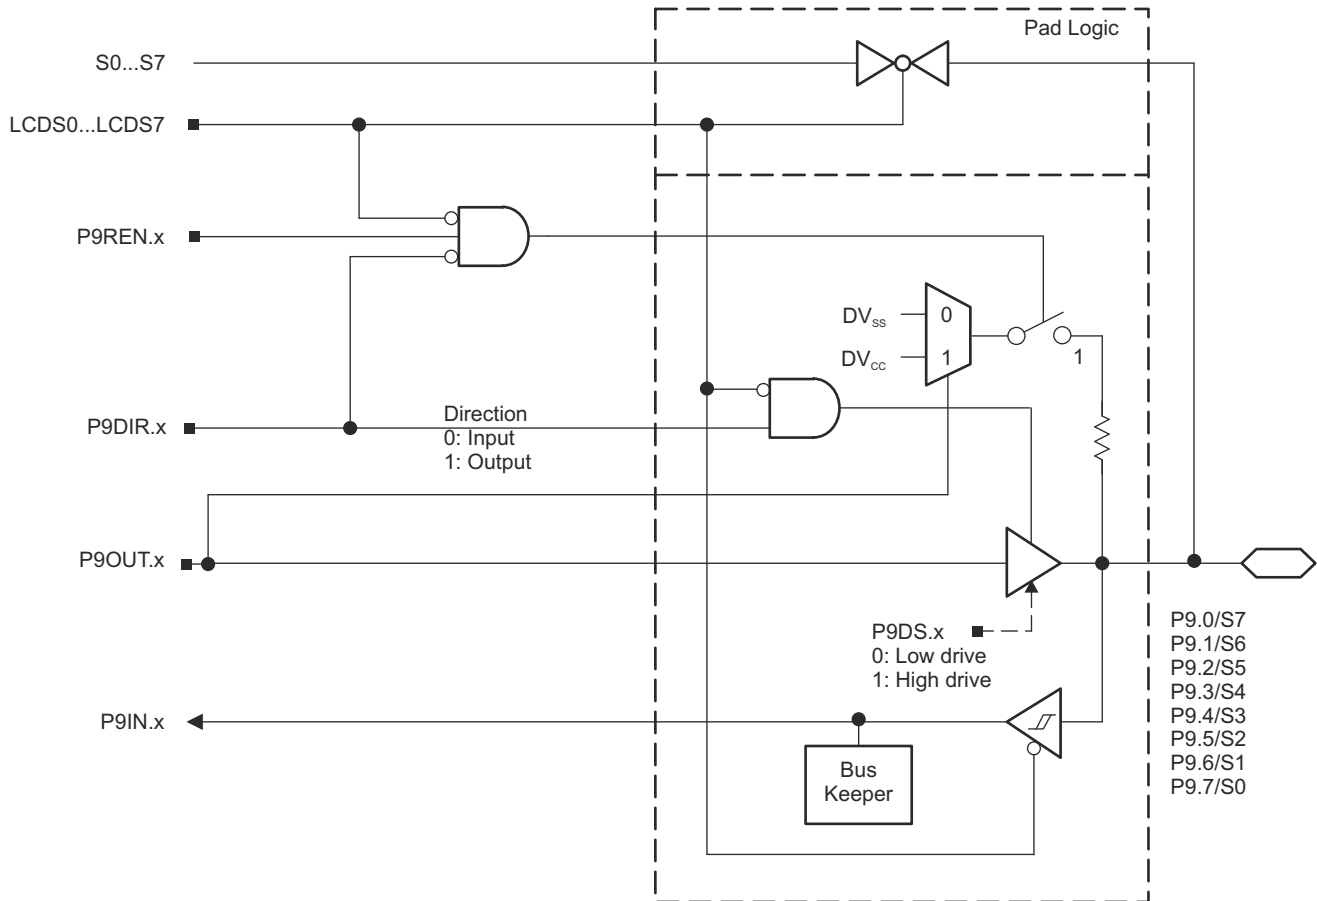 Pad Logic
S0...S7
LCDS0...LCDS7
P9REN.x
DVSS
0
DVCC
1
1
P9DIR.x
Direction
0: Input
1: Output
P9OUT.x
P9DS.x
0: Low drive
1: High drive
P9.0/S7
P9.1/S6
P9.2/S5
P9.3/S4
P9.4/S3
P9.5/S2
P9.6/S1
P9.7/S0
P9IN.x
Bus
Keeper